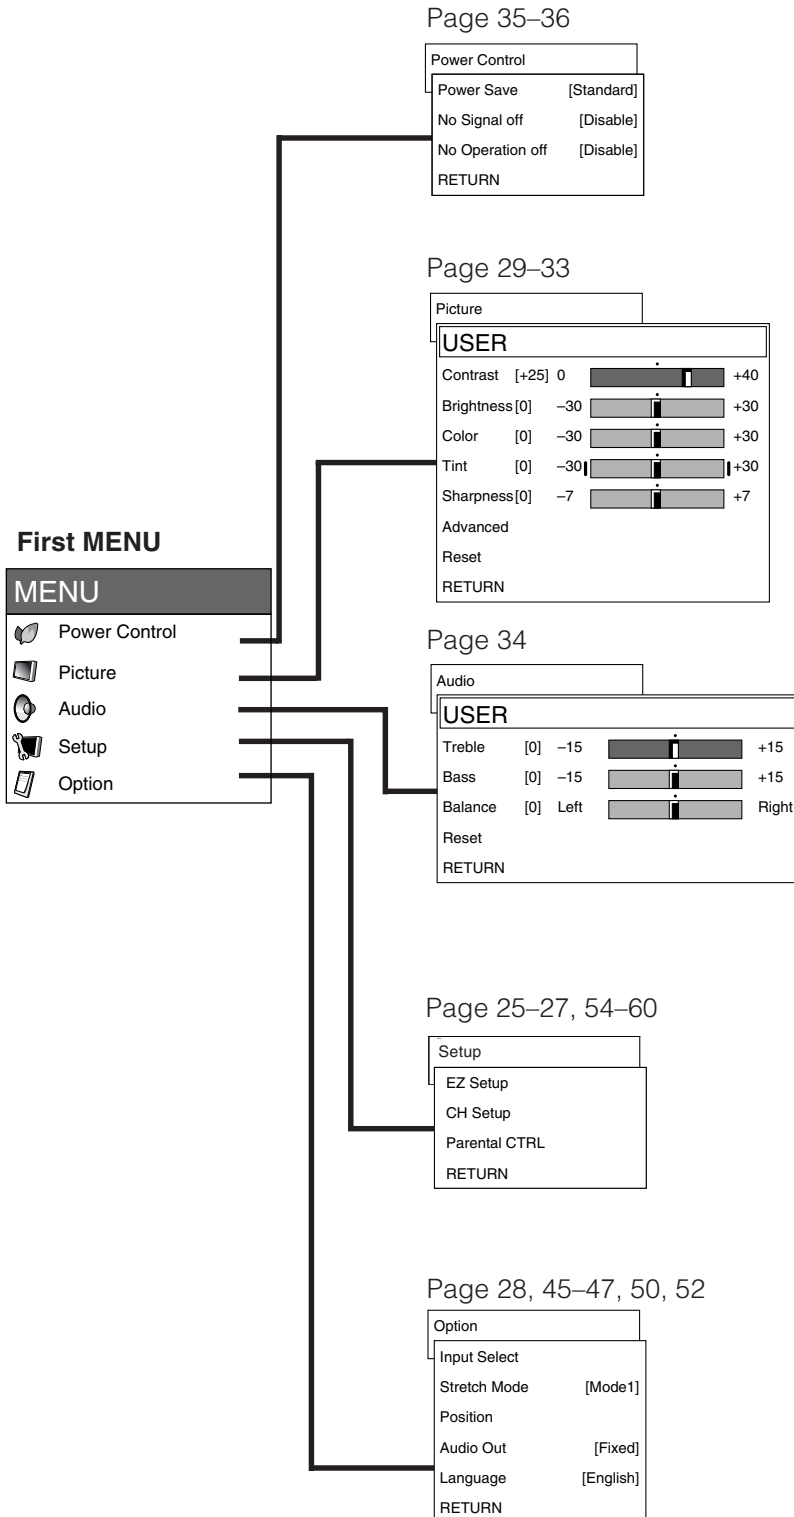 Page 35–36
Power Control
Power Save [Standard]
No Signal off [Disable]
No Operation off [Disable]
RETURN
Page 29–33
Picture
USER
Contrast [+25] 0 +40
Brightness [0] –30 +30
Color [0] –30 +30
Tint [0] –30 +30
Sharpness [0] –7 +7
Advanced
Reset
RETURN
First MENU
MENU
Power Control
Picture
Audio
Setup
Option
Page 34
Audio
USER
Treble [0] –15 +15
Bass [0] –15 +15
Balance [0] Left Right
Reset
RETURN
Page 25–27, 54–60
Setup
EZ Setup
CH Setup
Parental CTRL
RETURN
Page 28, 45–47, 50, 52
Option
Input Select
Stretch Mode [Mode1]
Position
Audio Out [Fixed]
Language [English]
RETURN